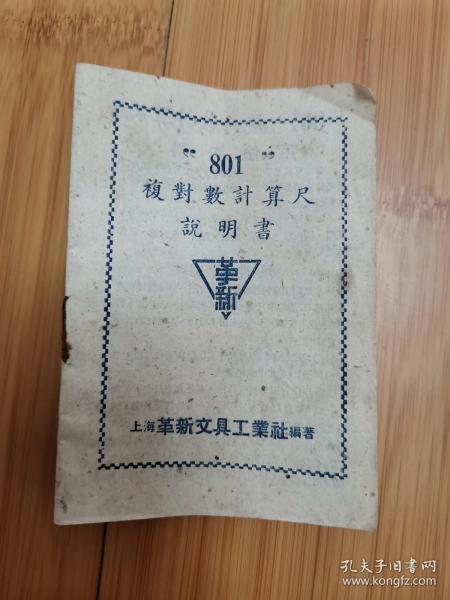 “801”
複對數計算尺
說明書
革新
上海革新文具工業社編著
孔夫子旧书网
www.kongfz.com